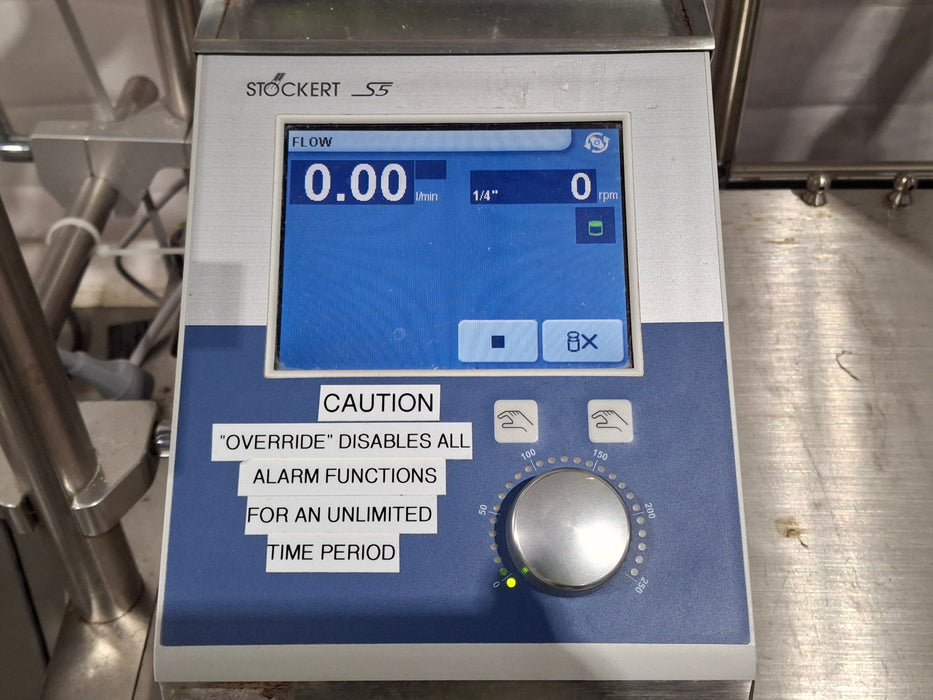 STÖCKERT S5
FLOW
0.00 l/min
1/4" 0 rpm
CAUTION
"OVERRIDE" DISABLES ALL
ALARM FUNCTIONS
FOR AN UNLIMITED
TIME PERIOD
100 150
50 200
0 250